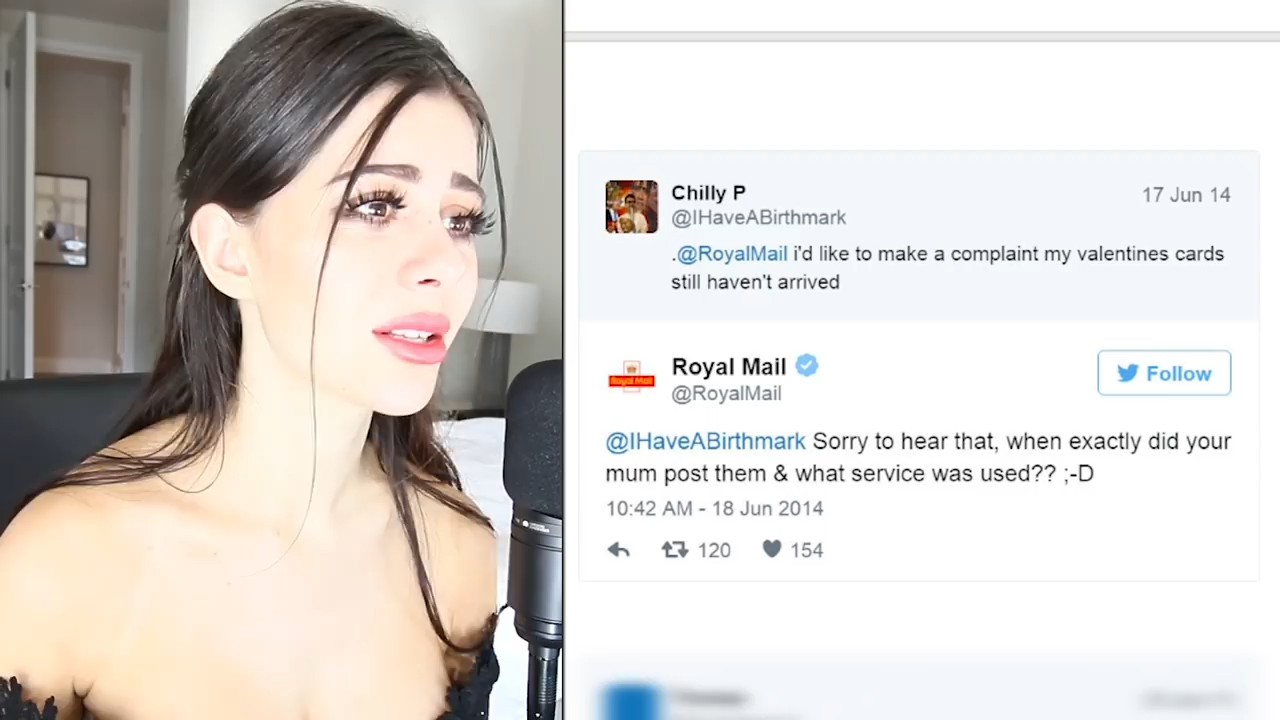 Chilly P
17 Jun 14
@IHaveABirthmark
.@RoyalMail i'd like to make a complaint my valentines cards
still haven't arrived
Royal Mail
Royal Mail
@RoyalMail
Follow
@IHaveABirthmark Sorry to hear that, when exactly did your
mum post them & what service was used?? ;-D
10:42 AM - 18 Jun 2014
120
154